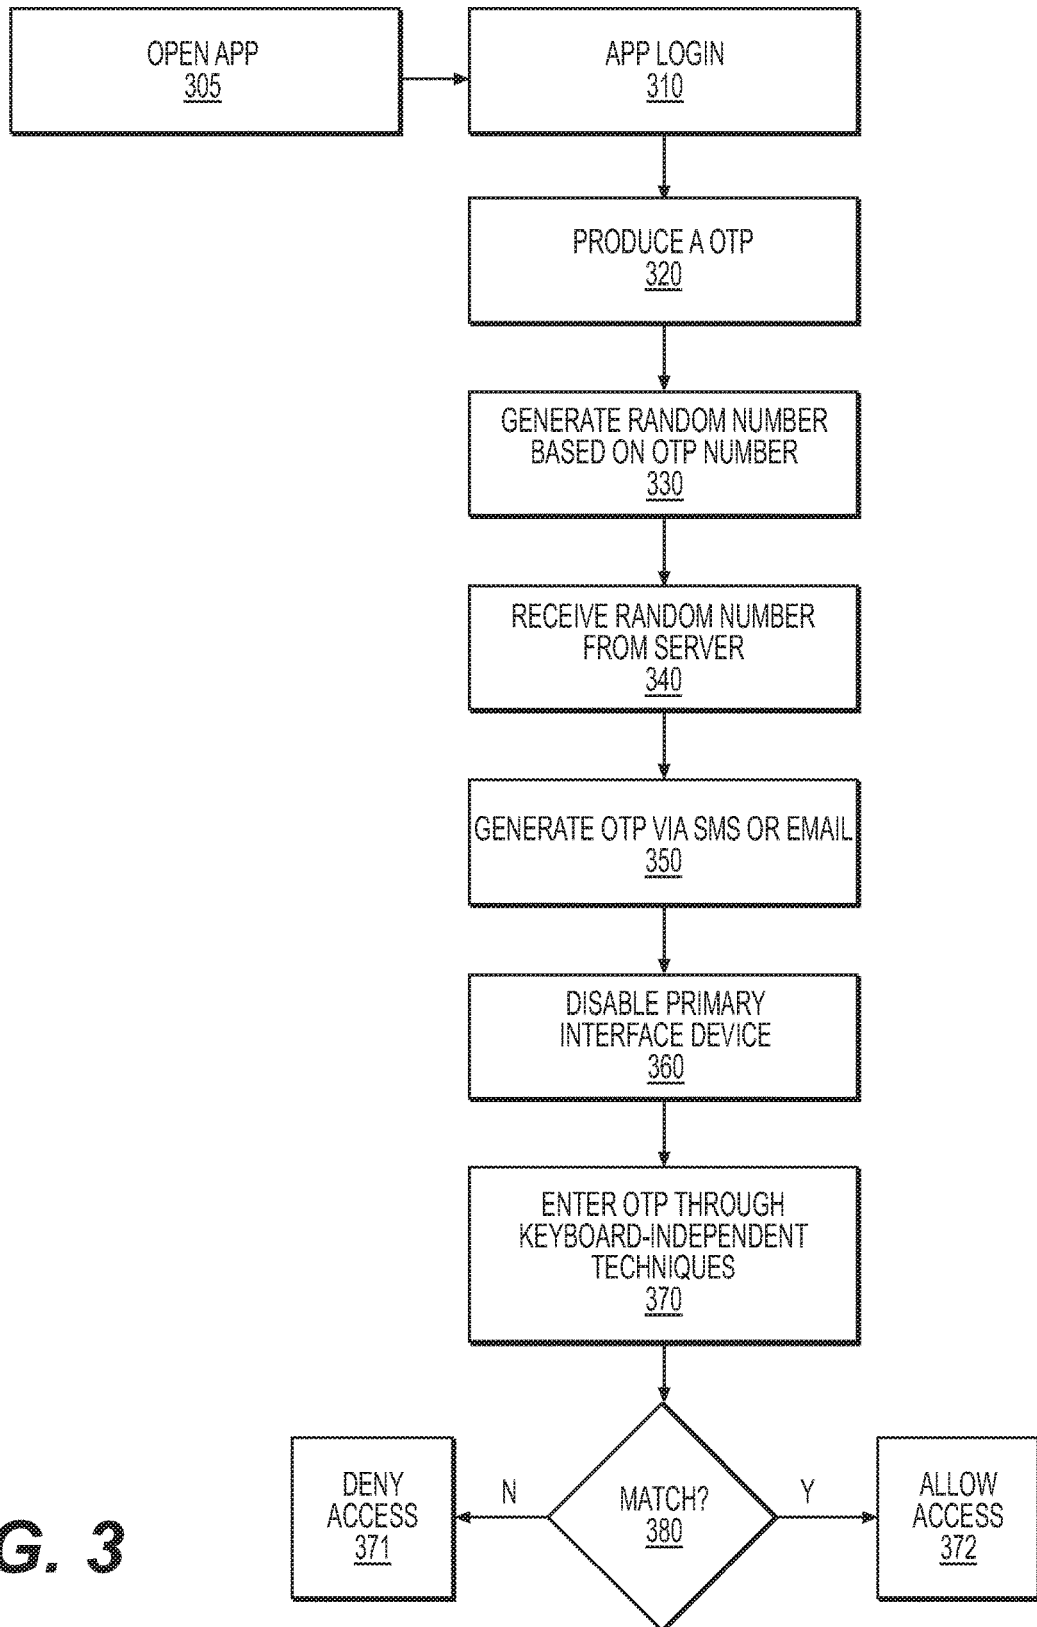 OPEN APP
305
APP LOGIN
310
PRODUCE A OTP
320
GENERATE RANDOM NUMBER
BASED ON OTP NUMBER
330
RECEIVE RANDOM NUMBER
FROM SERVER
340
GENERATE OTP VIA SMS OR EMAIL
350
DISABLE PRIMARY
INTERFACE DEVICE
360
ENTER OTP THROUGH
KEYBOARD-INDEPENDENT
TECHNIQUES
370
DENY
ACCESS
371
N
MATCH?
380
Y
ALLOW
ACCESS
372
G. 3